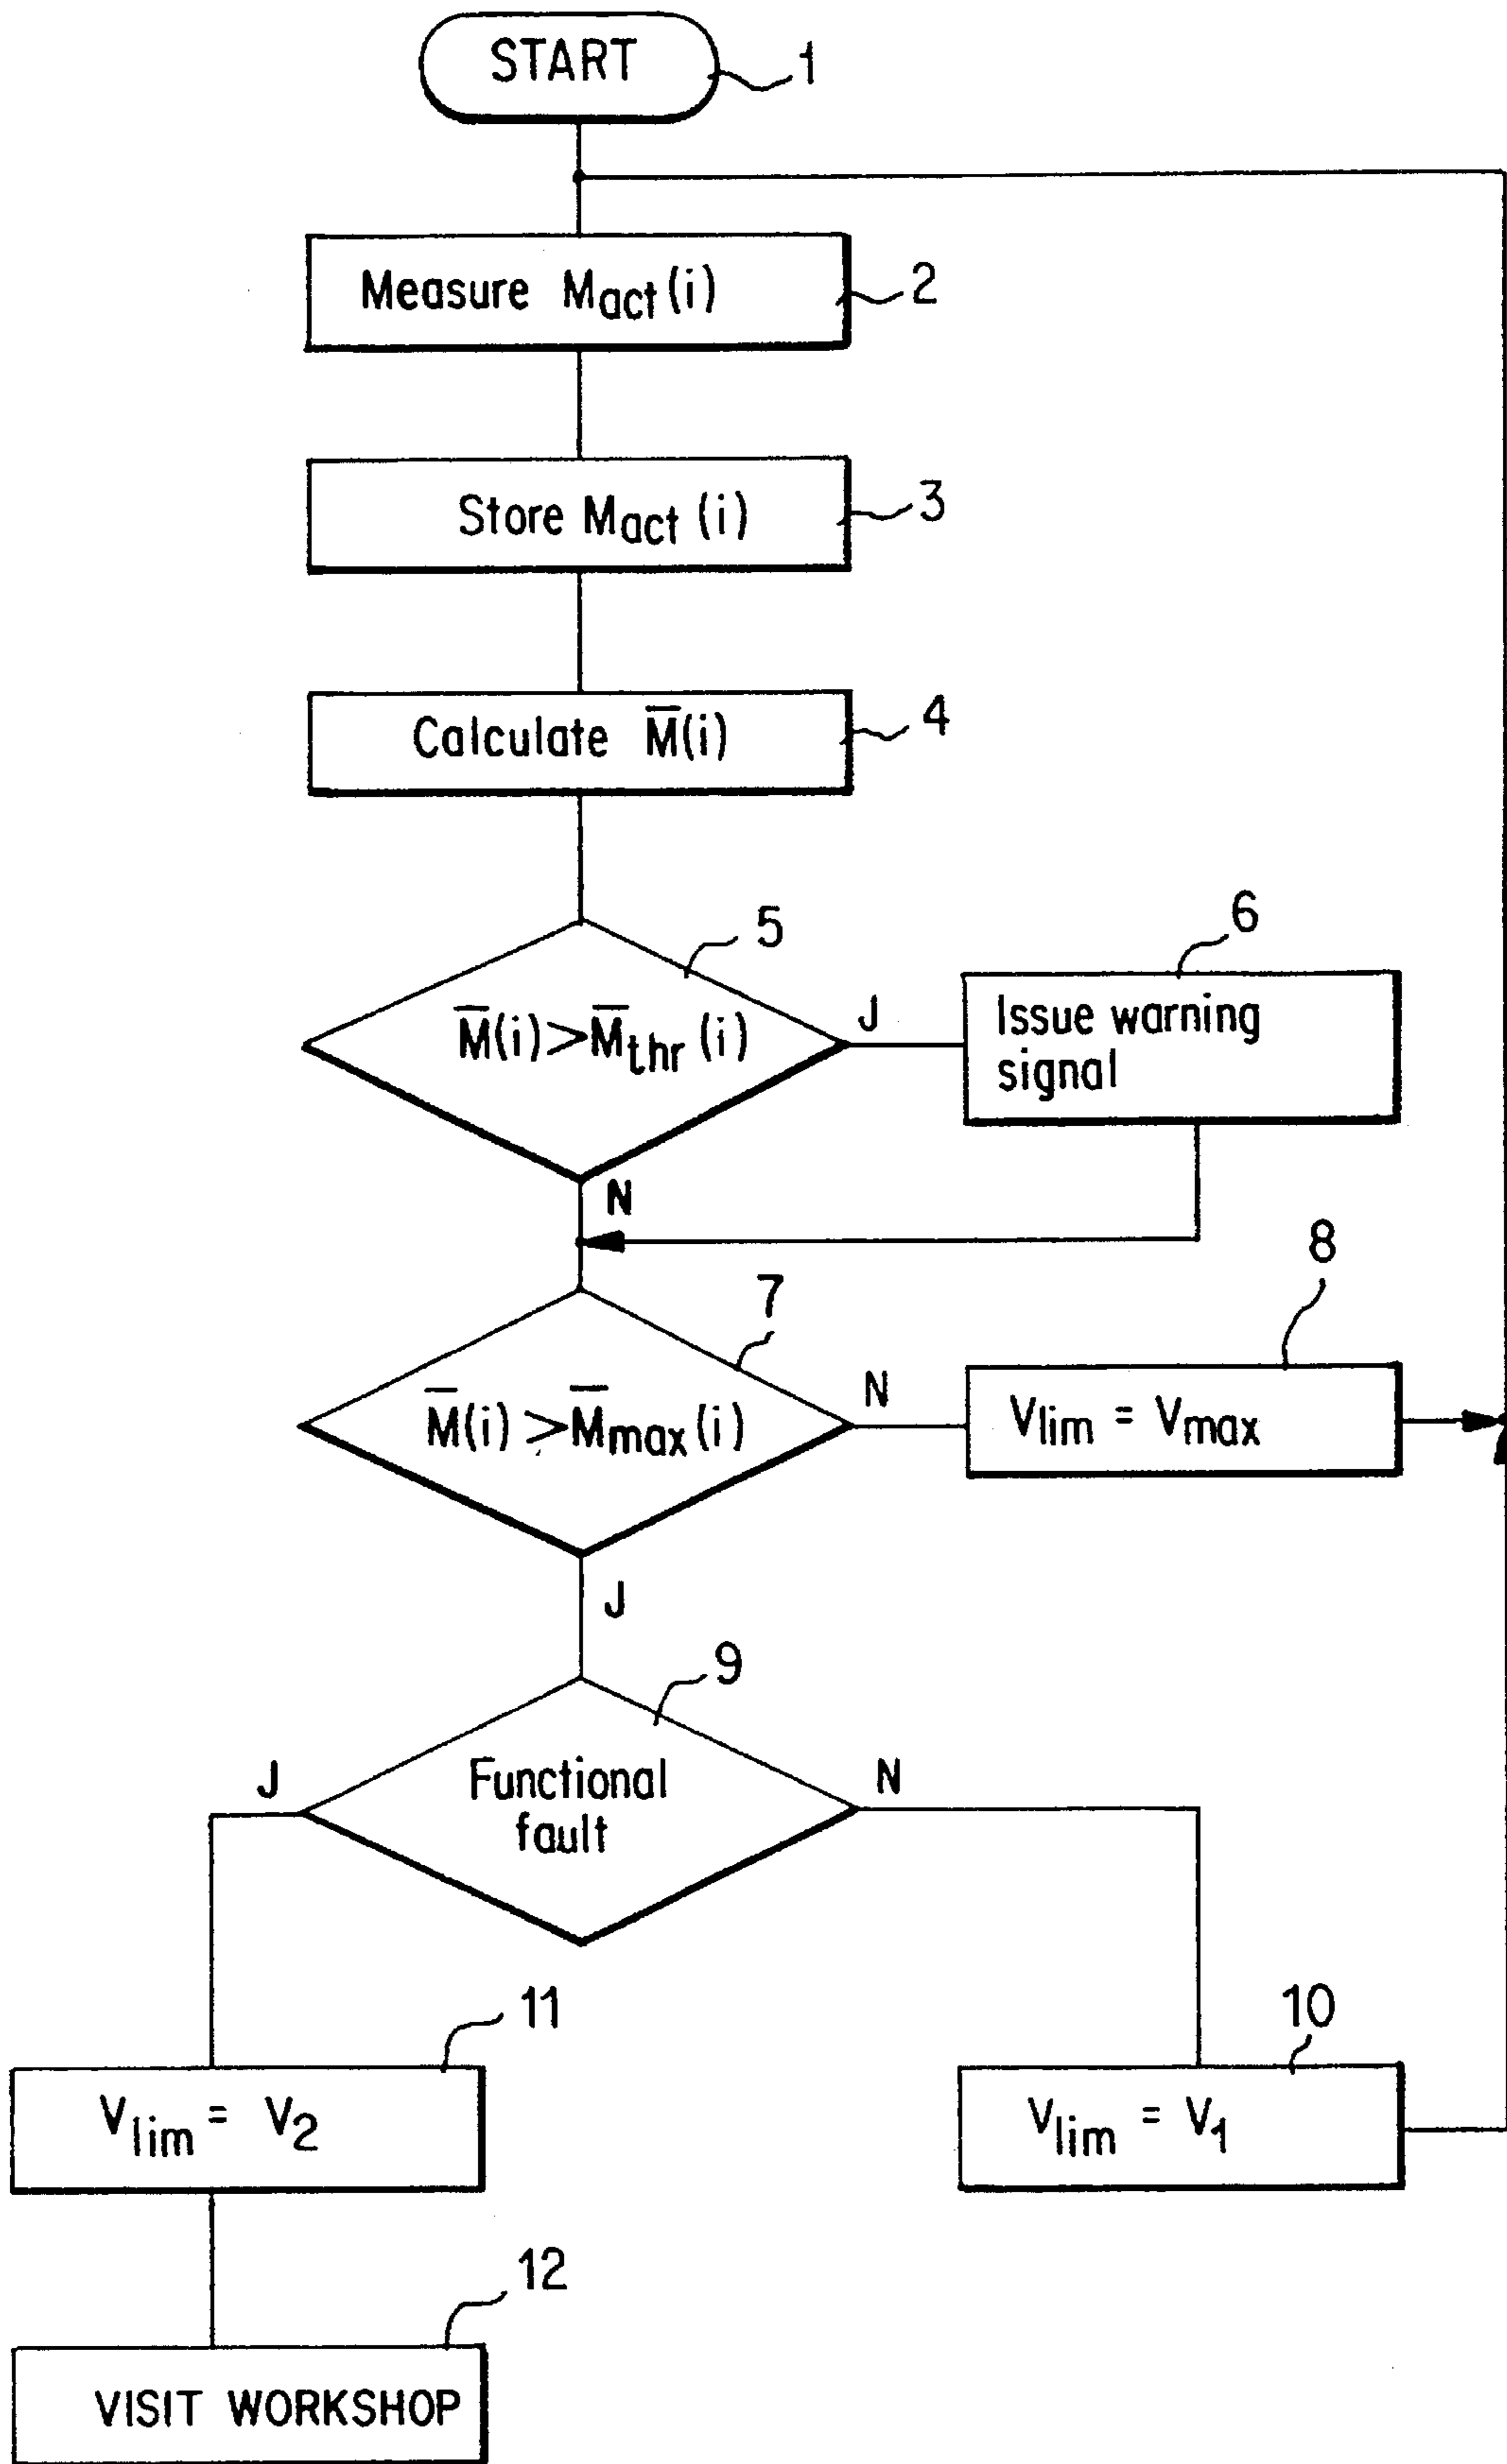 START
1
Measure Mact (i)
2
Store Mact (i)
3
Calculate M̅(i)
4
5
6
M̅(i) > M̅thr (i)
J
Issue warning
signal
N
7
8
M̅(i) > M̅max (i)
N
Vlim = Vmax
J
9
J
Functional
fault
N
11
10
Vlim = V2
Vlim = V1
12
VISIT WORKSHOP